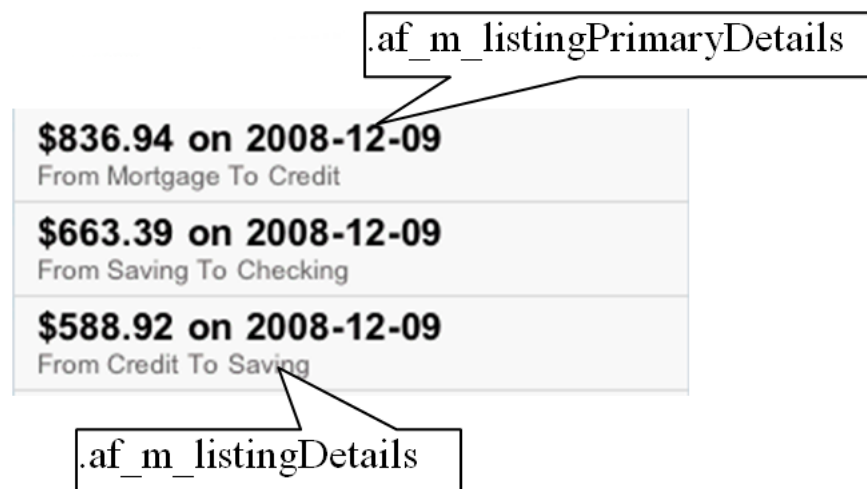 .af_m_listingPrimaryDetails
$836.94 on 2008-12-09
From Mortgage To Credit
$663.39 on 2008-12-09
From Saving To Checking
$588.92 on 2008-12-09
From Credit To Saving
.af_m_listingDetails